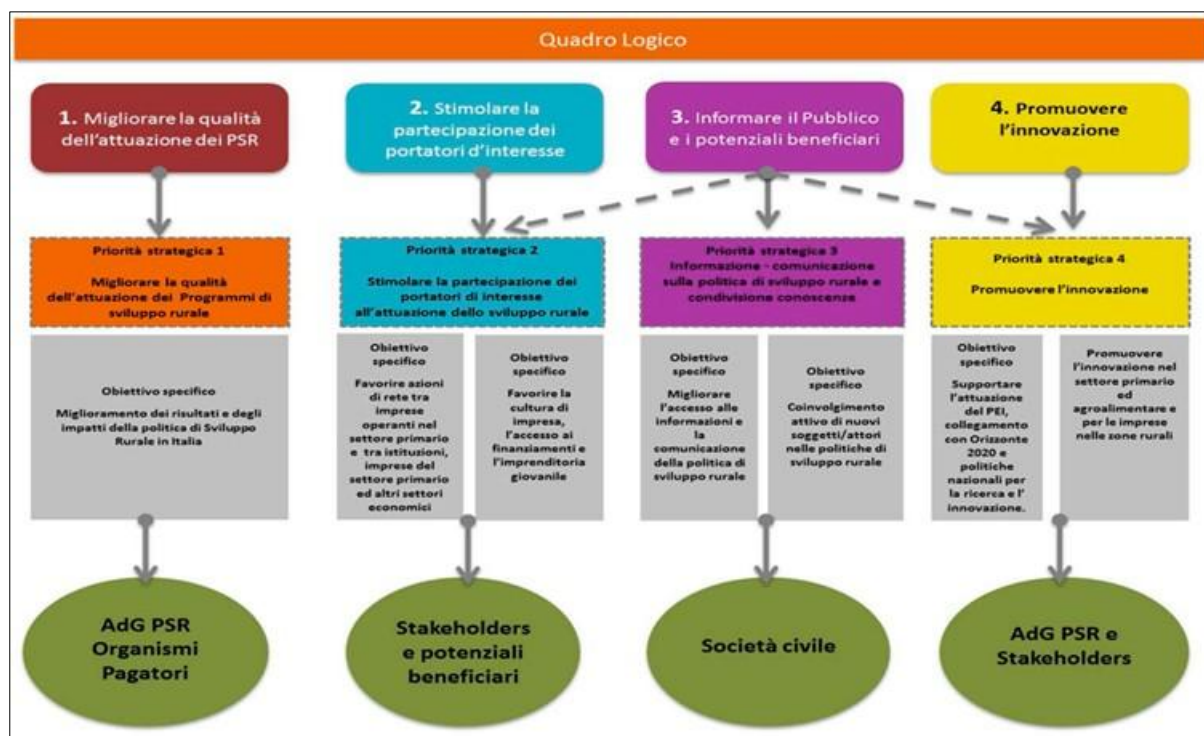 Quadro Logico
1. Migliorare la qualità
dell'attuazione dei PSR
2. Stimolare la
partecipazione dei
portatori d'interesse
3. Informare il Pubblico
e i potenziali beneficiari
4. Promuovere
l'innovazione
Priorità strategica 1
Migliorare la qualità
dell'attuazione dei Programmi di
sviluppo rurale
Priorità strategica 2
Stimolare la partecipazione dei
portatori di interesse
all'attuazione dello sviluppo rurale
Priorità strategica 3
Informazione - comunicazione
sulla politica di sviluppo rurale e
condivisione conoscenze
Priorità strategica 4
Promuovere l'innovazione
Obiettivo specifico
Miglioramento dei risultati e degli
impatti della politica di Sviluppo
Rurale in Italia
Obiettivo
specifico
Favorire azioni
di rete tra
imprese
operanti nel
settore primario
e tra istituzioni,
imprese del
settore primario
ed altri settori
economici
Obiettivo
specifico
Favorire la
cultura di
impresa,
l'accesso ai
finanziamenti e
l'imprenditoria
giovanile
Obiettivo
specifico
Migliorare
l'accesso alle
informazioni e
la
comunicazione
della politica di
sviluppo rurale
Obiettivo
specifico
Coinvolgimento
attivo di nuovi
soggetti/attori
nelle politiche di
sviluppo rurale
Obiettivo
specifico
Supportare
l'attuazione
del PEI,
collegamento
con Orizzonte
2020 e
politiche
nazionali per
la ricerca e l'
innovazione.
Promuovere
l'innovazione nel
settore primario
ed
agroalimentare e
per le imprese
nelle zone rurali
AdG PSR
Organismi
Pagatori
Stakeholders
e potenziali
beneficiari
Società civile
AdG PSR e
Stakeholders